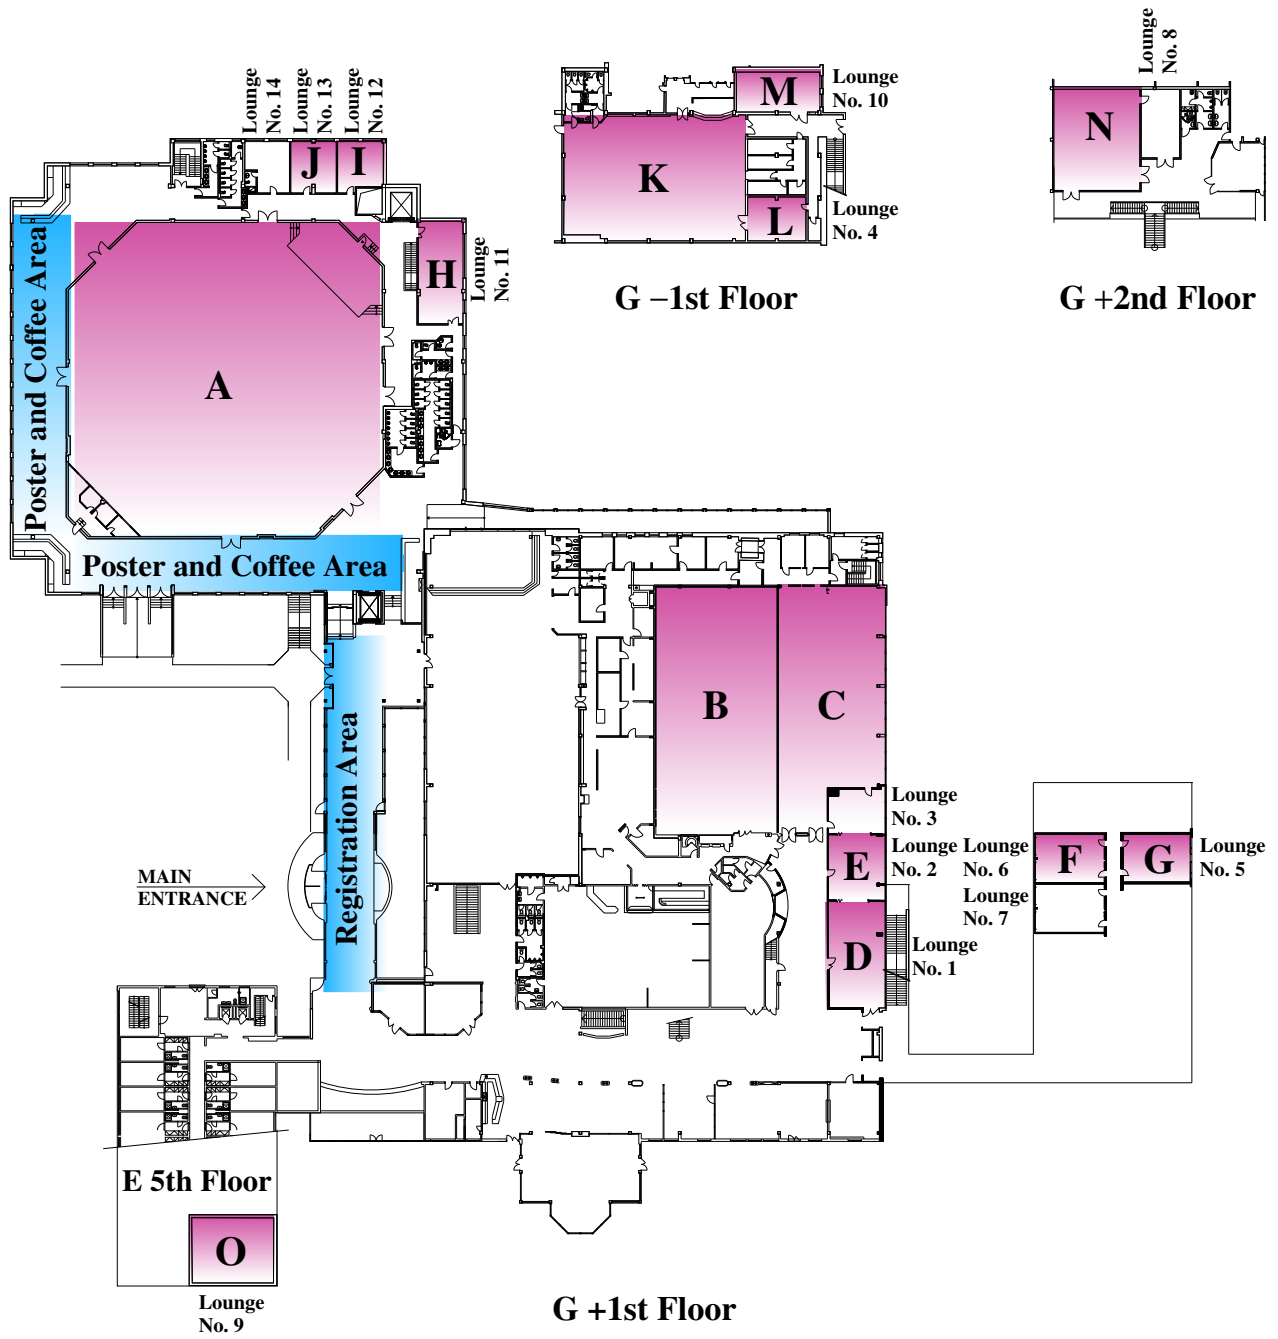 Lounge
No. 14
Lounge
No. 13
Lounge
No. 12
J
I
H
Lounge
No. 11
A
Poster and Coffee Area
Poster and Coffee Area
M
Lounge
No. 10
K
L
Lounge
No. 4
G −1st Floor
Lounge
No. 8
N
G +2nd Floor
B
C
Lounge
No. 3
E
Lounge
No. 2
Lounge
No. 6
F
G
Lounge
No. 5
Lounge
No. 7
D
Lounge
No. 1
Registration Area
MAIN
ENTRANCE
E 5th Floor
O
Lounge
No. 9
G +1st Floor